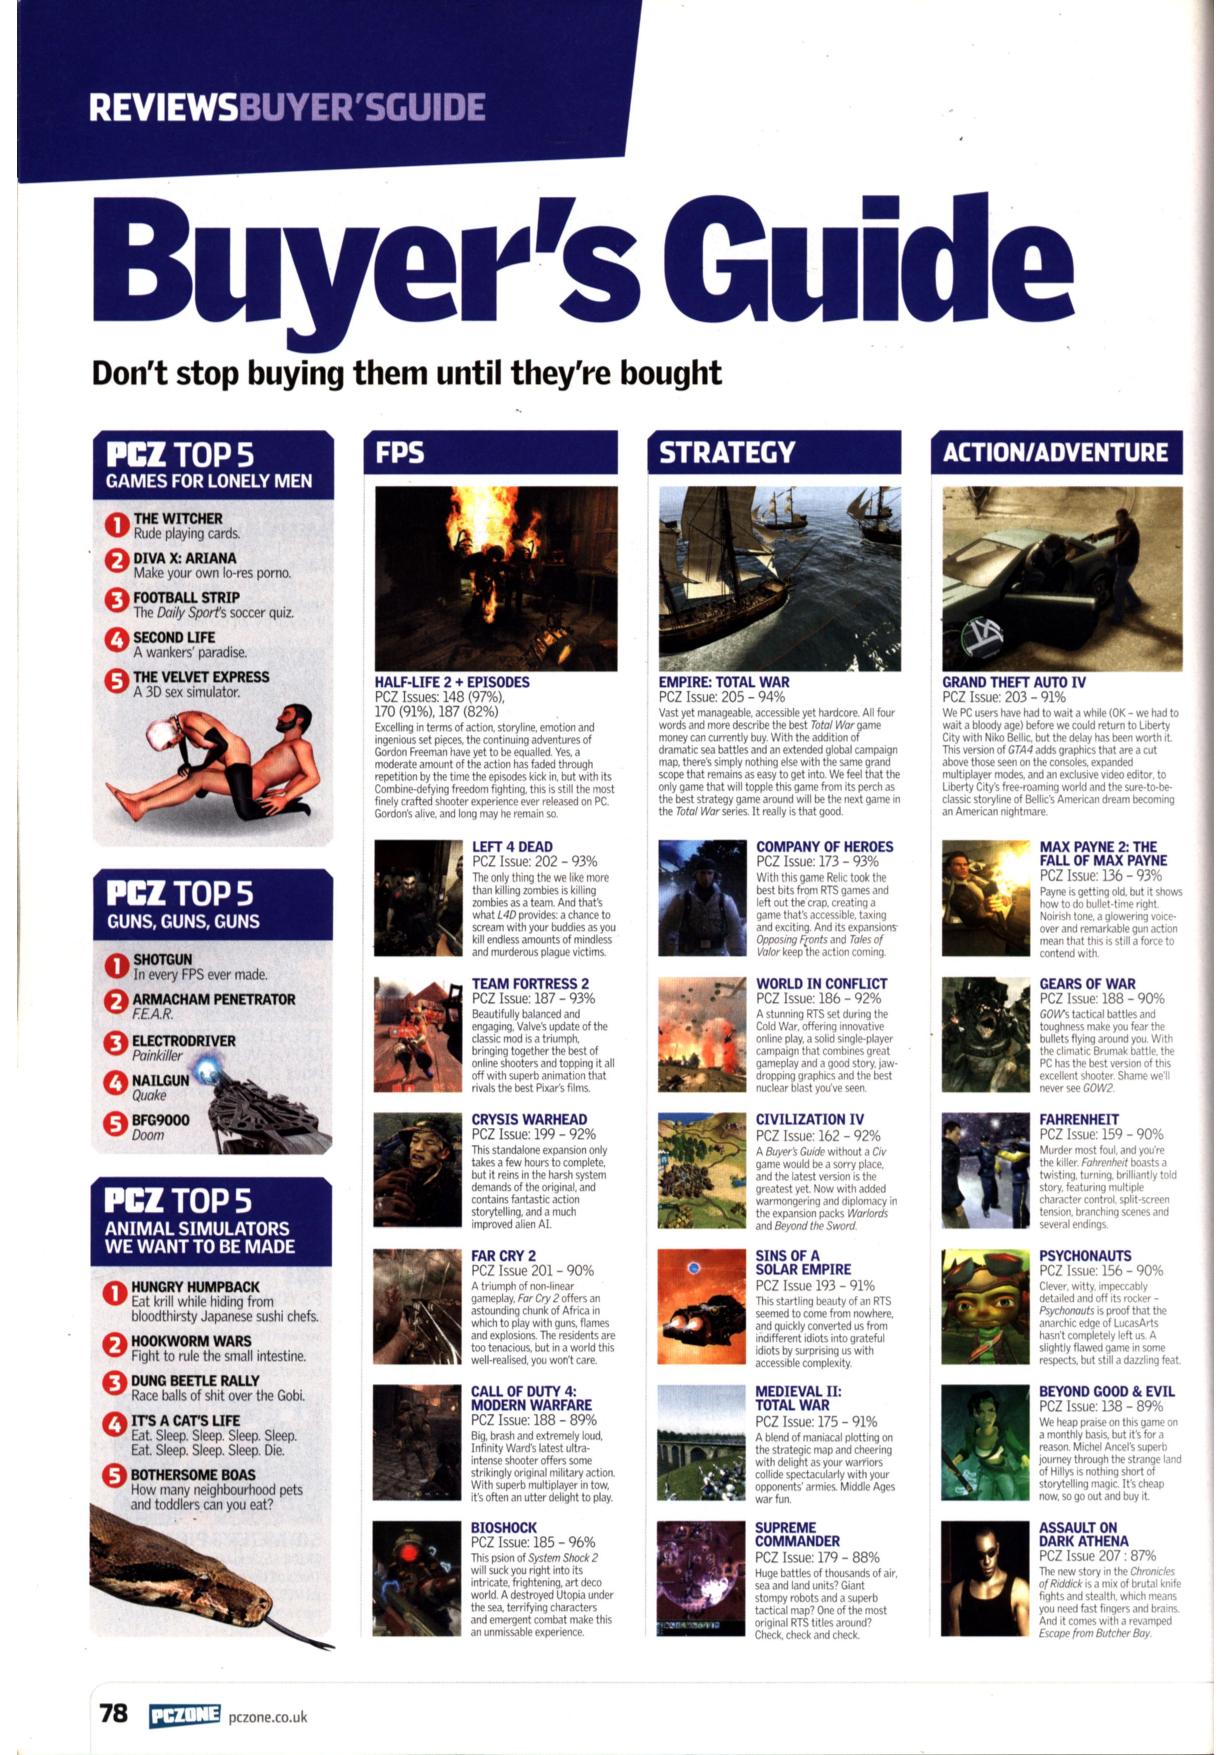 REVIEWSBUYER'SGUIDE
Buyer's Guide
Don't stop buying them until they're bought
PCZ TOP 5
GAMES FOR LONELY MEN
1 THE WITCHER
Rude playing cards.
2 DIVA X: ARIANA
Make your own lo-res porno.
3 FOOTBALL STRIP
The Daily Sport's soccer quiz.
4 SECOND LIFE
A wankers' paradise.
5 THE VELVET EXPRESS
A 3D sex simulator.
PCZ TOP 5
GUNS, GUNS, GUNS
1 SHOTGUN
In every FPS ever made.
2 ARMACHAM PENETRATOR
F.E.A.R.
3 ELECTRODRIVER
Painkiller
4 NAILGUN
Quake
5 BFG9000
Doom
PCZ TOP 5
ANIMAL SIMULATORS
WE WANT TO BE MADE
1 HUNGRY HUMPBACK
Eat krill while hiding from
bloodthirsty Japanese sushi chefs.
2 HOOKWORM WARS
Fight to rule the small intestine.
3 DUNG BEETLE RALLY
Race balls of shit over the Gobi.
4 IT'S A CAT'S LIFE
Eat. Sleep. Sleep. Sleep. Sleep.
Eat. Sleep. Sleep. Sleep. Die.
5 BOTHERSOME BOAS
How many neighbourhood pets
and toddlers can you eat?
FPS
HALF-LIFE 2 + EPISODES
PCZ Issues: 148 (97%),
170 (91%), 187 (82%)
Excelling in terms of action, storyline, emotion and
ingenious set pieces, the continuing adventures of
Gordon Freeman have yet to be equalled. Yes, a
moderate amount of the action has faded through
repetition by the time the episodes kick in, but with its
Combine-defying freedom fighting, this is still the most
finely crafted shooter experience ever released on PC.
Gordon's alive, and long may he remain so.
LEFT 4 DEAD
PCZ Issue: 202 – 93%
The only thing the we like more
than killing zombies is killing
zombies as a team. And that's
what L4D provides: a chance to
scream with your buddies as you
kill endless amounts of mindless
and murderous plague victims.
TEAM FORTRESS 2
PCZ Issue: 187 – 93%
Beautifully balanced and
engaging, Valve's update of the
classic mod is a triumph,
bringing together the best of
online shooters and topping it all
off with superb animation that
rivals the best Pixar's films.
CRYSIS WARHEAD
PCZ Issue: 199 – 92%
This standalone expansion only
takes a few hours to complete,
but it reins in the harsh system
demands of the original, and
contains fantastic action
storytelling, and a much
improved alien AI.
FAR CRY 2
PCZ Issue 201 – 90%
A triumph of non-linear
gameplay, Far Cry 2 offers an
astounding chunk of Africa in
which to play with guns, flames
and explosions. The residents are
too tenacious, but in a world this
well-realised, you won't care.
CALL OF DUTY 4:
MODERN WARFARE
PCZ Issue: 188 – 89%
Big, brash and extremely loud,
Infinity Ward's latest ultra-
intense shooter offers some
strikingly original military action.
With superb multiplayer in tow,
it's often an utter delight to play.
BIOSHOCK
PCZ Issue: 185 – 96%
This psion of System Shock 2
will suck you right into its
intricate, frightening, art deco
world. A destroyed Utopia under
the sea, terrifying characters
and emergent combat make this
an unmissable experience.
STRATEGY
EMPIRE: TOTAL WAR
PCZ Issue: 205 – 94%
Vast yet manageable, accessible yet hardcore. All four
words and more describe the best Total War game
money can currently buy. With the addition of
dramatic sea battles and an extended global campaign
map, there's simply nothing else with the same grand
scope that remains as easy to get into. We feel that the
only game that will topple this game from its perch as
the best strategy game around will be the next game in
the Total War series. It really is that good.
COMPANY OF HEROES
PCZ Issue: 173 – 93%
With this game Relic took the
best bits from RTS games and
left out the crap, creating a
game that's accessible, taxing
and exciting. And its expansions
Opposing Fronts and Tales of
Valor keep the action coming.
WORLD IN CONFLICT
PCZ Issue: 186 – 92%
A stunning RTS set during the
Cold War, offering innovative
online play, a solid single-player
campaign that combines great
gameplay and a good story, jaw-
dropping graphics and the best
nuclear blast you've seen.
CIVILIZATION IV
PCZ Issue: 162 – 92%
A Buyer's Guide without a Civ
game would be a sorry place,
and the latest version is the
greatest yet. Now with added
warmongering and diplomacy in
the expansion packs Warlords
and Beyond the Sword.
SINS OF A
SOLAR EMPIRE
PCZ Issue 193 – 91%
This startling beauty of an RTS
seemed to come from nowhere,
and quickly converted us from
indifferent idiots into grateful
idiots by surprising us with
accessible complexity.
MEDIEVAL II:
TOTAL WAR
PCZ Issue: 175 – 91%
A blend of maniacal plotting on
the strategic map and cheering
with delight as your warriors
collide spectacularly with your
opponents' armies. Middle Ages
war fun.
SUPREME
COMMANDER
PCZ Issue: 179 – 88%
Huge battles of thousands of air,
sea and land units? Giant
stompy robots and a superb
tactical map? One of the most
original RTS titles around?
Check, check and check.
ACTION/ADVENTURE
GRAND THEFT AUTO IV
PCZ Issue: 203 – 91%
We PC users have had to wait a while (OK – we had to
wait a bloody age) before we could return to Liberty
City with Niko Bellic, but the delay has been worth it.
This version of GTA4 adds graphics that are a cut
above those seen on the consoles, expanded
multiplayer modes, and an exclusive video editor, to
Liberty City's free-roaming world and the sure-to-be-
classic storyline of Bellic's American dream becoming
an American nightmare.
MAX PAYNE 2: THE
FALL OF MAX PAYNE
PCZ Issue: 136 – 93%
Payne is getting old, but it shows
how to do bullet-time right.
Noirish tone, a glowering voice-
over and remarkable gun action
mean that this is still a force to
contend with.
GEARS OF WAR
PCZ Issue: 188 – 90%
GOW's tactical battles and
toughness make you fear the
bullets flying around you. With
the climatic Brumak battle, the
PC has the best version of this
excellent shooter. Shame we'll
never see GOW2.
FAHRENHEIT
PCZ Issue: 159 – 90%
Murder most foul, and you're
the killer. Fahrenheit boasts a
twisting, turning, brilliantly told
story, featuring multiple
character control, split-screen
tension, branching scenes and
several endings.
PSYCHONAUTS
PCZ Issue: 156 – 90%
Clever, witty, impeccably
detailed and off its rocker –
Psychonauts is proof that the
anarchic edge of LucasArts
hasn't completely left us. A
slightly flawed game in some
respects, but still a dazzling feat.
BEYOND GOOD & EVIL
PCZ Issue: 138 – 89%
We heap praise on this game on
a monthly basis, but it's for a
reason. Michel Ancel's superb
journey through the strange land
of Hillys is nothing short of
storytelling magic. It's cheap
now, so go out and buy it.
ASSAULT ON
DARK ATHENA
PCZ Issue 207 : 87%
The new story in the Chronicles
of Riddick is a mix of brutal knife
fights and stealth, which means
you need fast fingers and brains.
And it comes with a revamped
Escape from Butcher Bay.
78 PCZONE pczone.co.uk